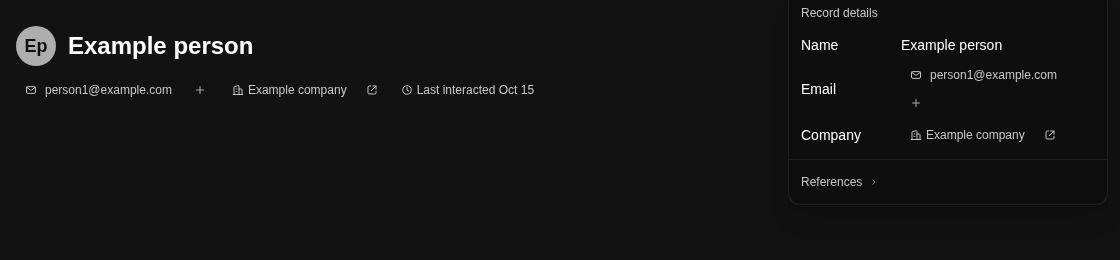 Ep
Example person
person1@example.com
Example company
Last interacted Oct 15
Record details
Name
Example person
Email
person1@example.com
Company
Example company
References